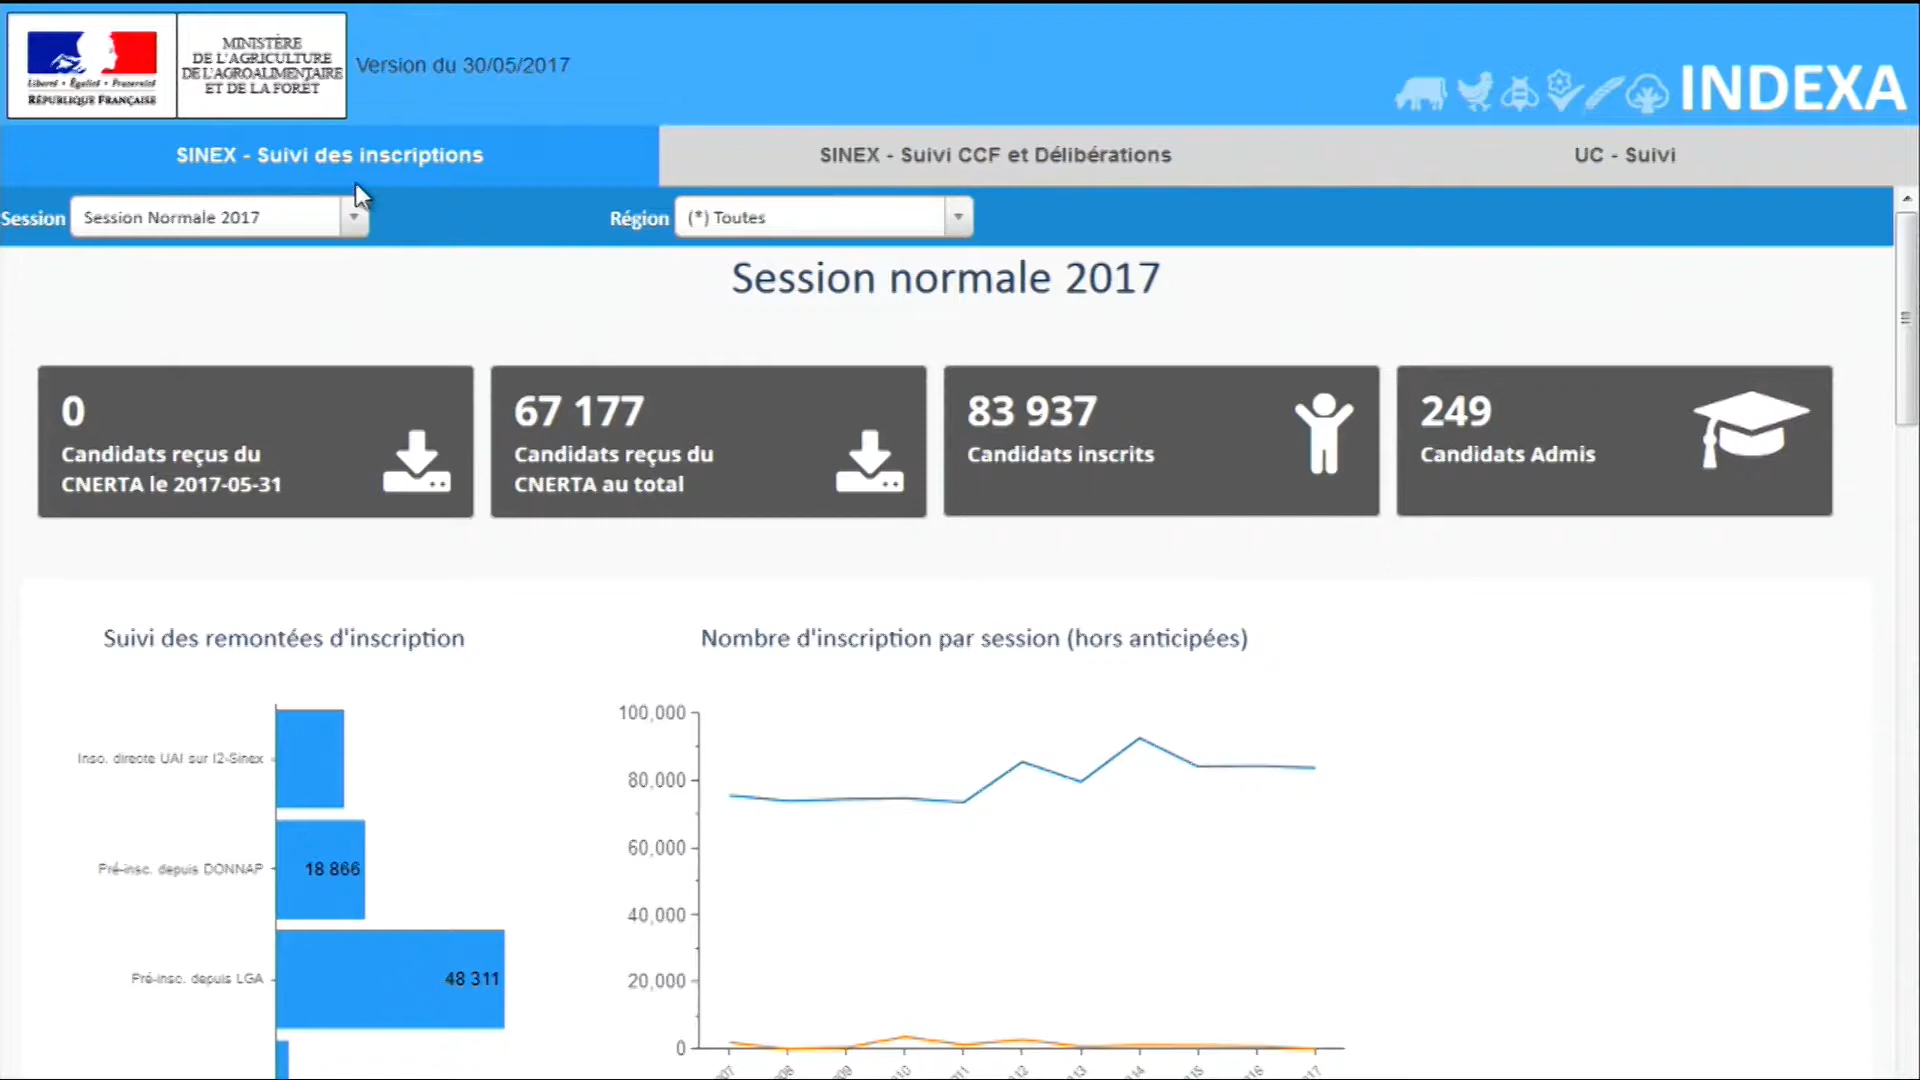 Liberté • Égalité • Fraternité
RÉPUBLIQUE FRANÇAISE
MINISTÈRE
DE L'AGRICULTURE
DE L'AGROALIMENTAIRE
ET DE LA FORÊT
Version du 30/05/2017
INDEXA
SINEX - Suivi des inscriptions
SINEX - Suivi CCF et Délibérations
UC - Suivi
Session
Session Normale 2017
Région
(*) Toutes
Session normale 2017
0
Candidats reçus du
CNERTA le 2017-05-31
67 177
Candidats reçus du
CNERTA au total
83 937
Candidats inscrits
249
Candidats Admis
Suivi des remontées d'inscription
Insc. directe UAI sur I2-Sinex
Pré-insc. depuis DONNAP
18 866
Pré-insc. depuis LGA
48 311
Nombre d'inscription par session (hors anticipées)
100,000
80,000
60,000
40,000
20,000
0